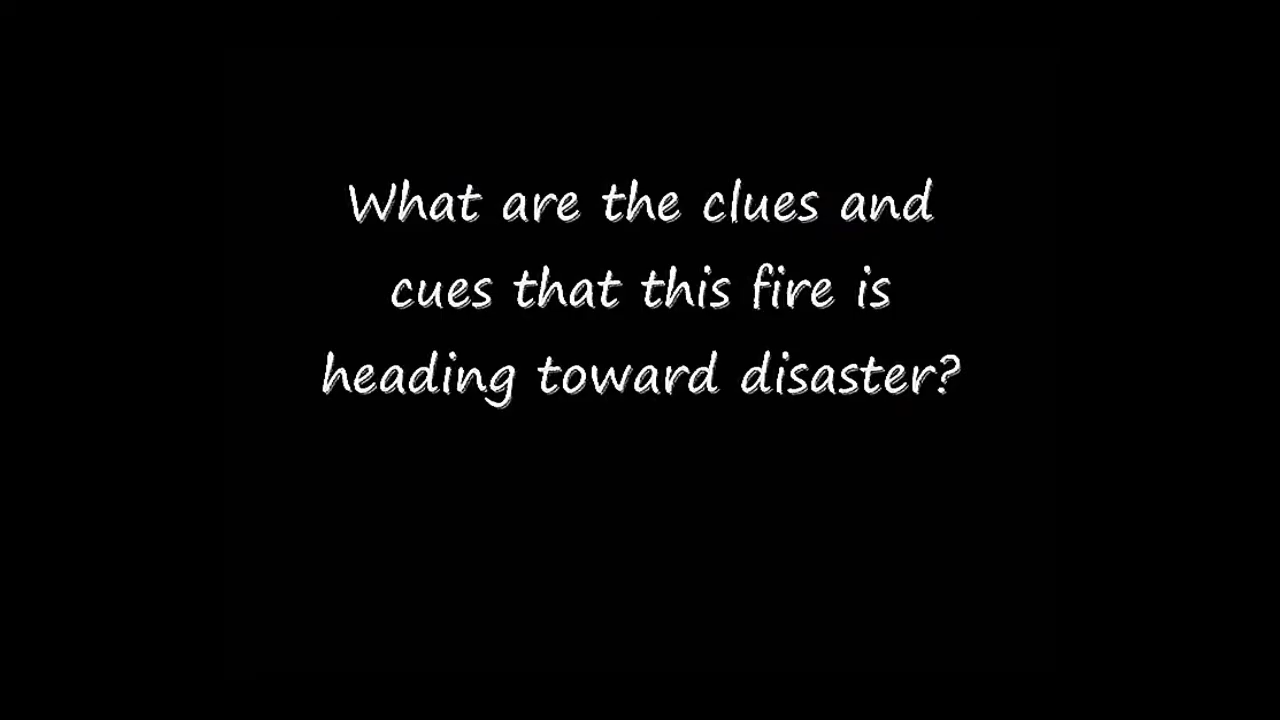 What are the clues and
cues that this fire is
heading toward disaster?